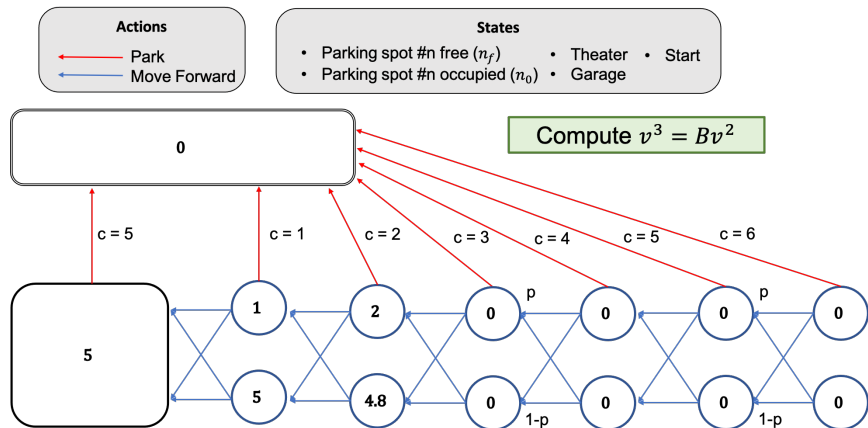 Actions
Park
Move Forward
States
• Parking spot #n free (n_f)
• Parking spot #n occupied (n_0)
• Theater
• Garage
• Start
0
Compute v³ = Bv²
c = 5
c = 1
c = 2
c = 3
c = 4
c = 5
c = 6
p
p
1
2
0
0
0
0
5
5
4.8
0
0
0
0
1-p
1-p